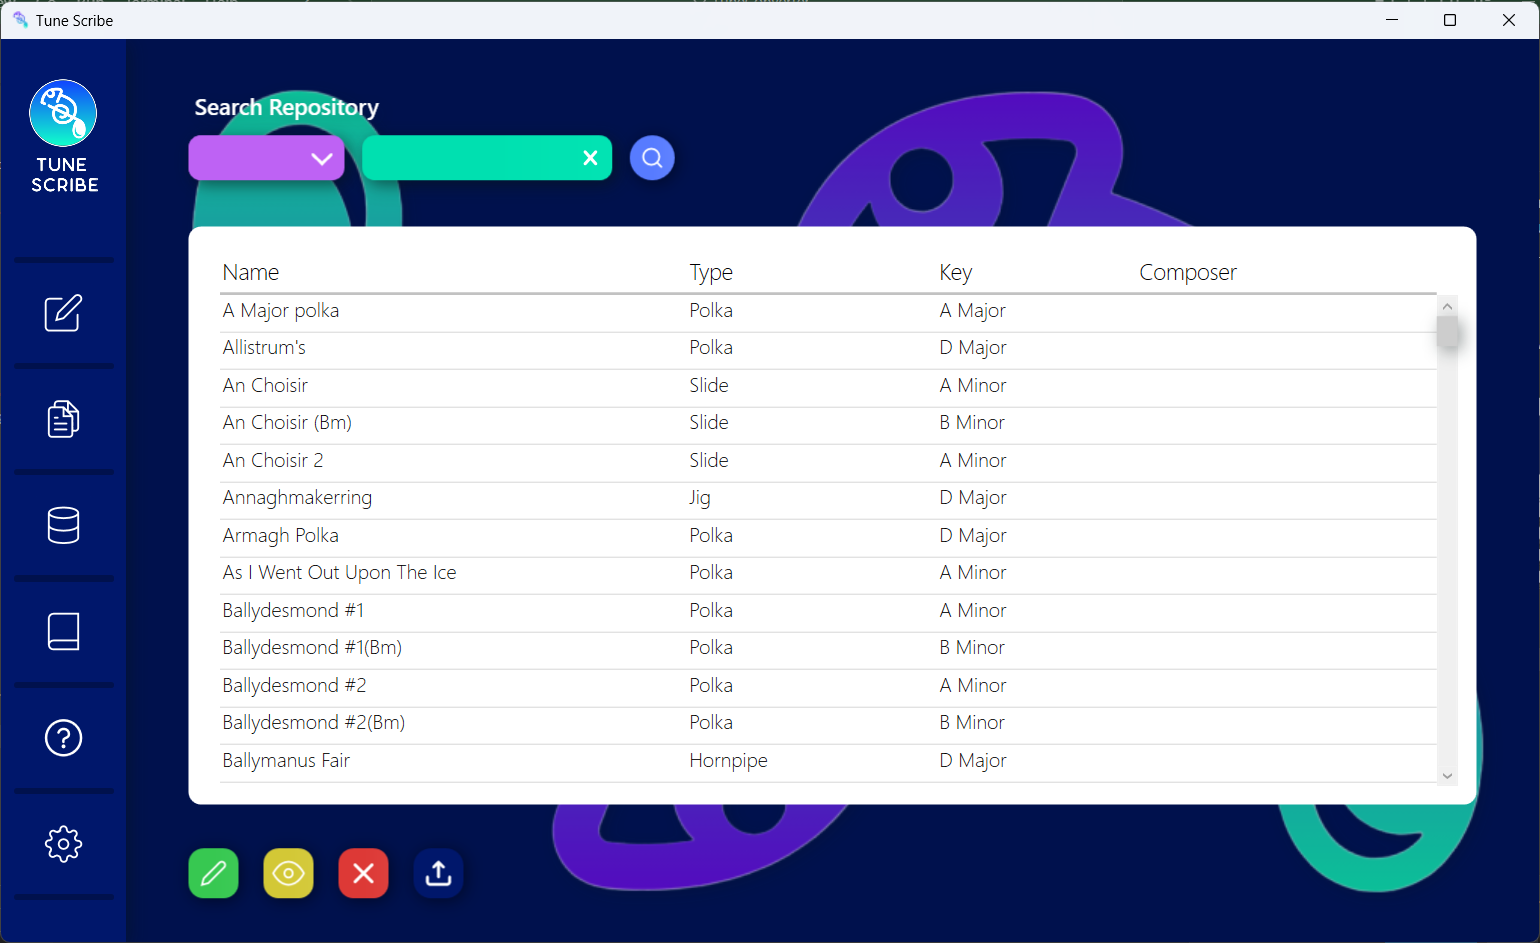 Tune Scribe
TUNE
SCRIBE
Search Repository
Name Type Key Composer
A Major polka Polka A Major
Allistrum's Polka D Major
An Choisir Slide A Minor
An Choisir (Bm) Slide B Minor
An Choisir 2 Slide A Minor
Annaghmakerring Jig D Major
Armagh Polka Polka D Major
As I Went Out Upon The Ice Polka A Minor
Ballydesmond #1 Polka A Minor
Ballydesmond #1(Bm) Polka B Minor
Ballydesmond #2 Polka A Minor
Ballydesmond #2(Bm) Polka B Minor
Ballymanus Fair Hornpipe D Major